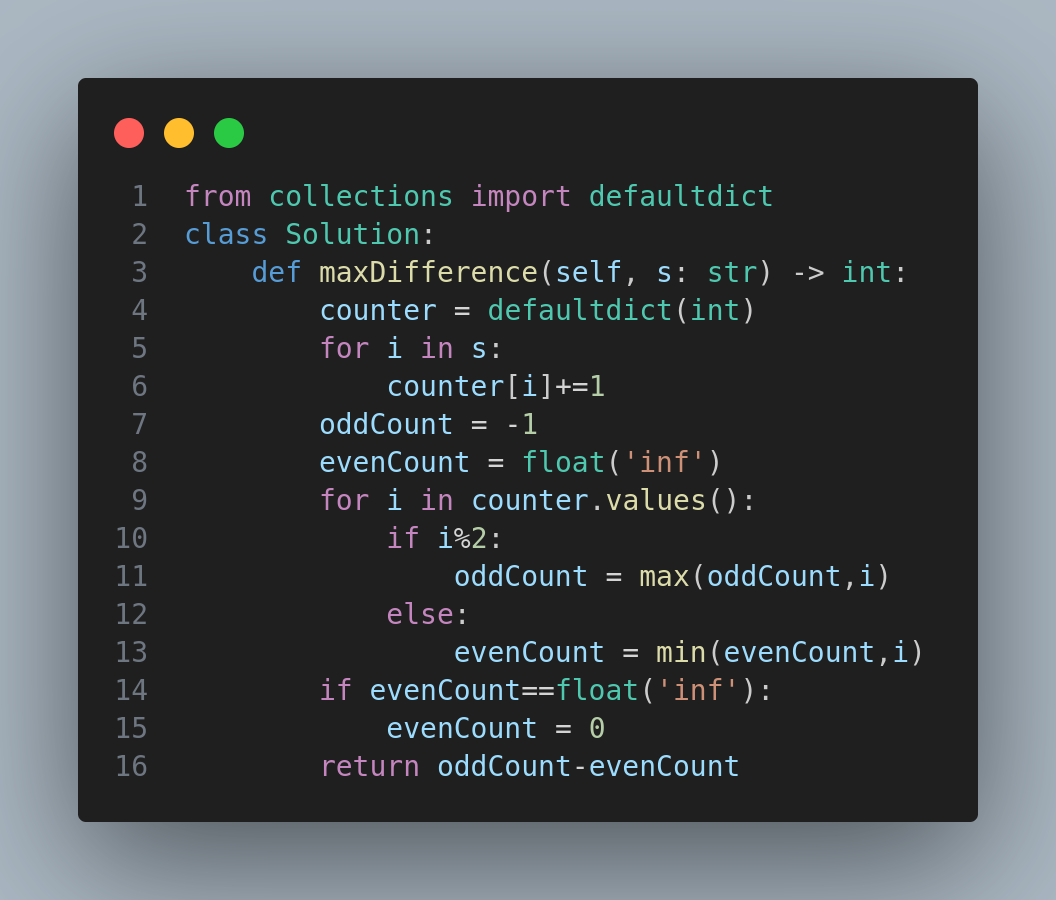 1 from collections import defaultdict
2 class Solution:
3     def maxDifference(self, s: str) -> int:
4         counter = defaultdict(int)
5         for i in s:
6             counter[i]+=1
7         oddCount = -1
8         evenCount = float('inf')
9         for i in counter.values():
10             if i%2:
11                 oddCount = max(oddCount,i)
12             else:
13                 evenCount = min(evenCount,i)
14         if evenCount==float('inf'):
15             evenCount = 0
16         return oddCount-evenCount